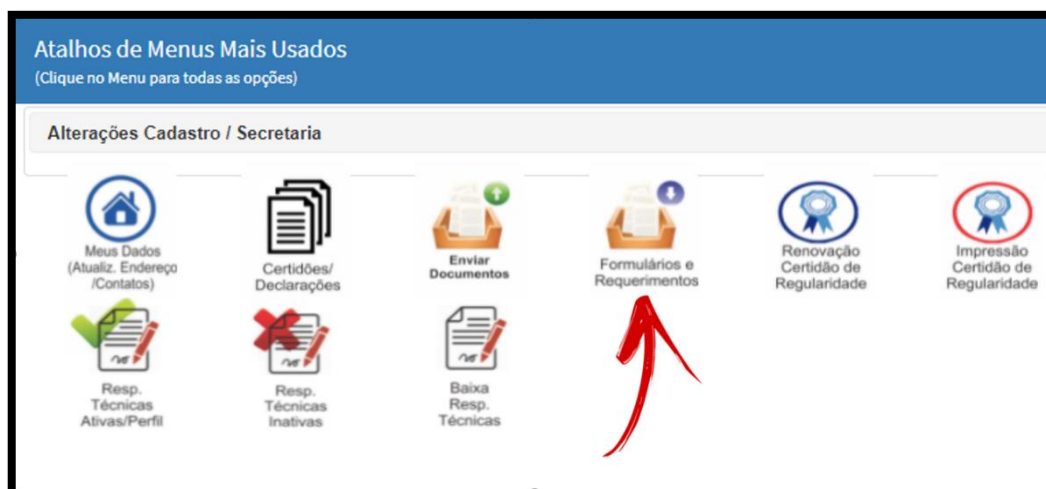 Atalhos de Menus Mais Usados
(Clique no Menu para todas as opções)
Alterações Cadastro / Secretaria
Meus Dados
(Atualiz. Endereço
/Contatos)
Certidões/
Declarações
Enviar
Documentos
Formulários e
Requerimentos
Renovação
Certidão de
Regularidade
Impressão
Certidão de
Regularidade
Resp.
Técnicas
Ativas/Perfil
Resp.
Técnicas
Inativas
Baixa
Resp.
Técnicas